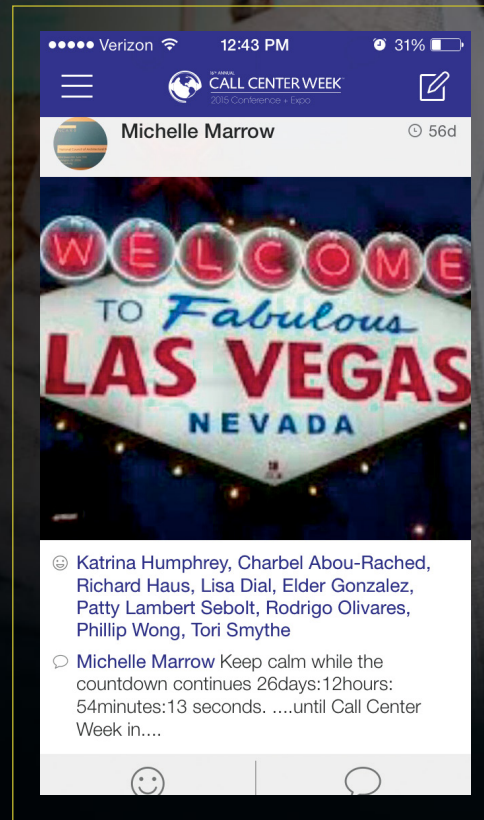 Verizon 12:43 PM 31%
16TH ANNUAL
CALL CENTER WEEK
2015 Conference + Expo
Michelle Marrow 56d
WELCOME
TO Fabulous
LAS VEGAS
NEVADA
Katrina Humphrey, Charbel Abou-Rached,
Richard Haus, Lisa Dial, Elder Gonzalez,
Patty Lambert Sebolt, Rodrigo Olivares,
Phillip Wong, Tori Smythe
Michelle Marrow Keep calm while the
countdown continues 26days:12hours:
54minutes:13 seconds. ....until Call Center
Week in....